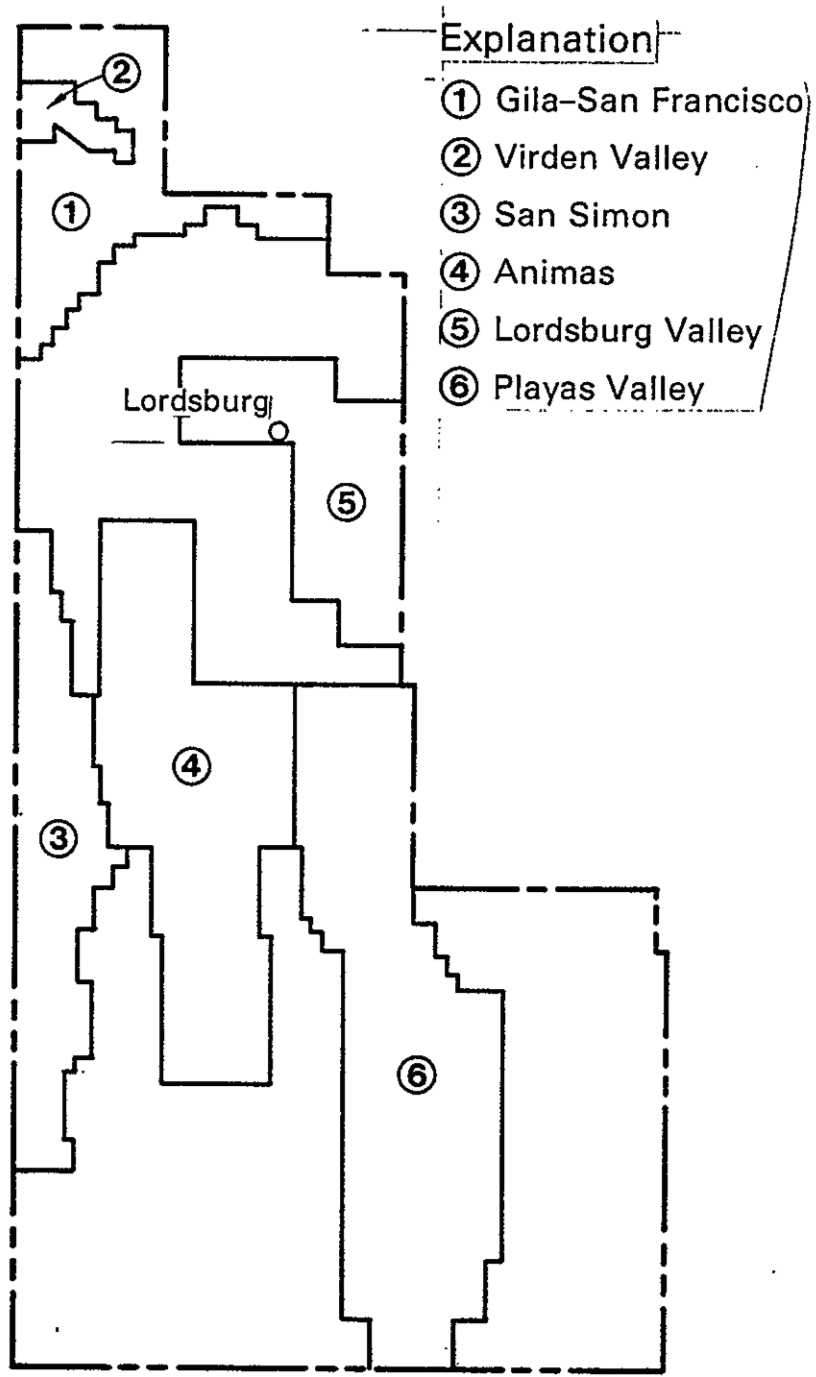 Explanation
① Gila–San Francisco
② Virden Valley
③ San Simon
④ Animas
⑤ Lordsburg Valley
⑥ Playas Valley
②
①
Lordsburg
⑤
④
③
⑥